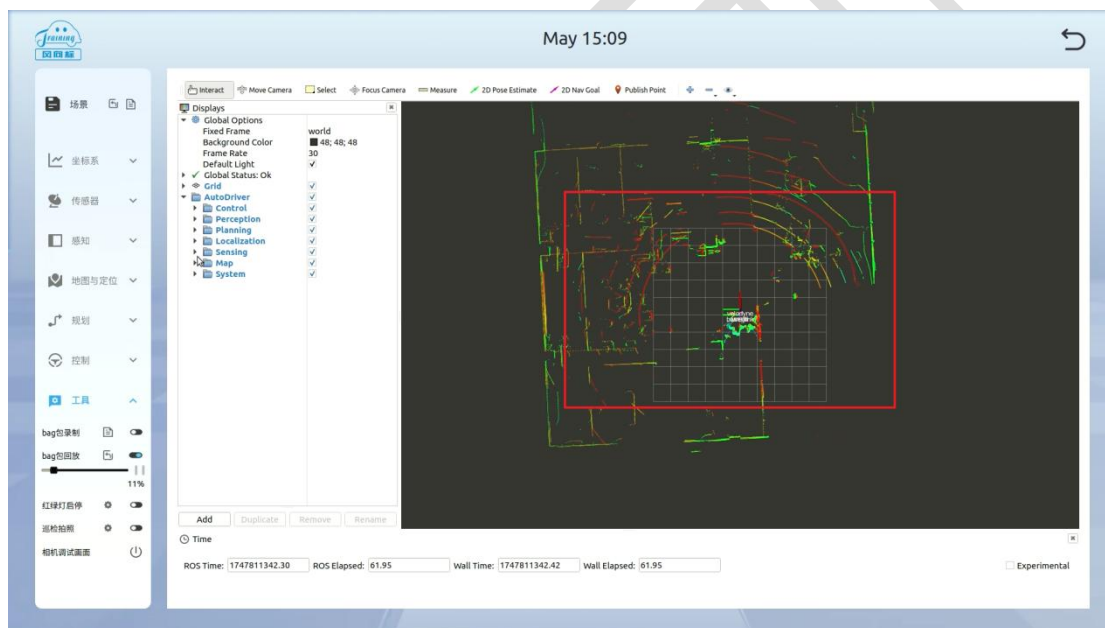 Training
风向标
May 15:09
场景
坐标系
传感器
感知
地图与定位
规划
控制
工具
bag包录制
bag包回放
11%
红绿灯启停
巡检拍照
相机调试画面
Interact Move Camera Select Focus Camera Measure 2D Pose Estimate 2D Nav Goal Publish Point
Displays
Global Options
Fixed Frame world
Background Color 48; 48; 48
Frame Rate 30
Default Light
Global Status: Ok
Grid
AutoDriver
Control
Perception
Planning
Localization
Sensing
Map
System
Add Duplicate Remove Rename
Time
ROS Time: 1747811342.30 ROS Elapsed: 61.95 Wall Time: 1747811342.42 Wall Elapsed: 61.95 Experimental